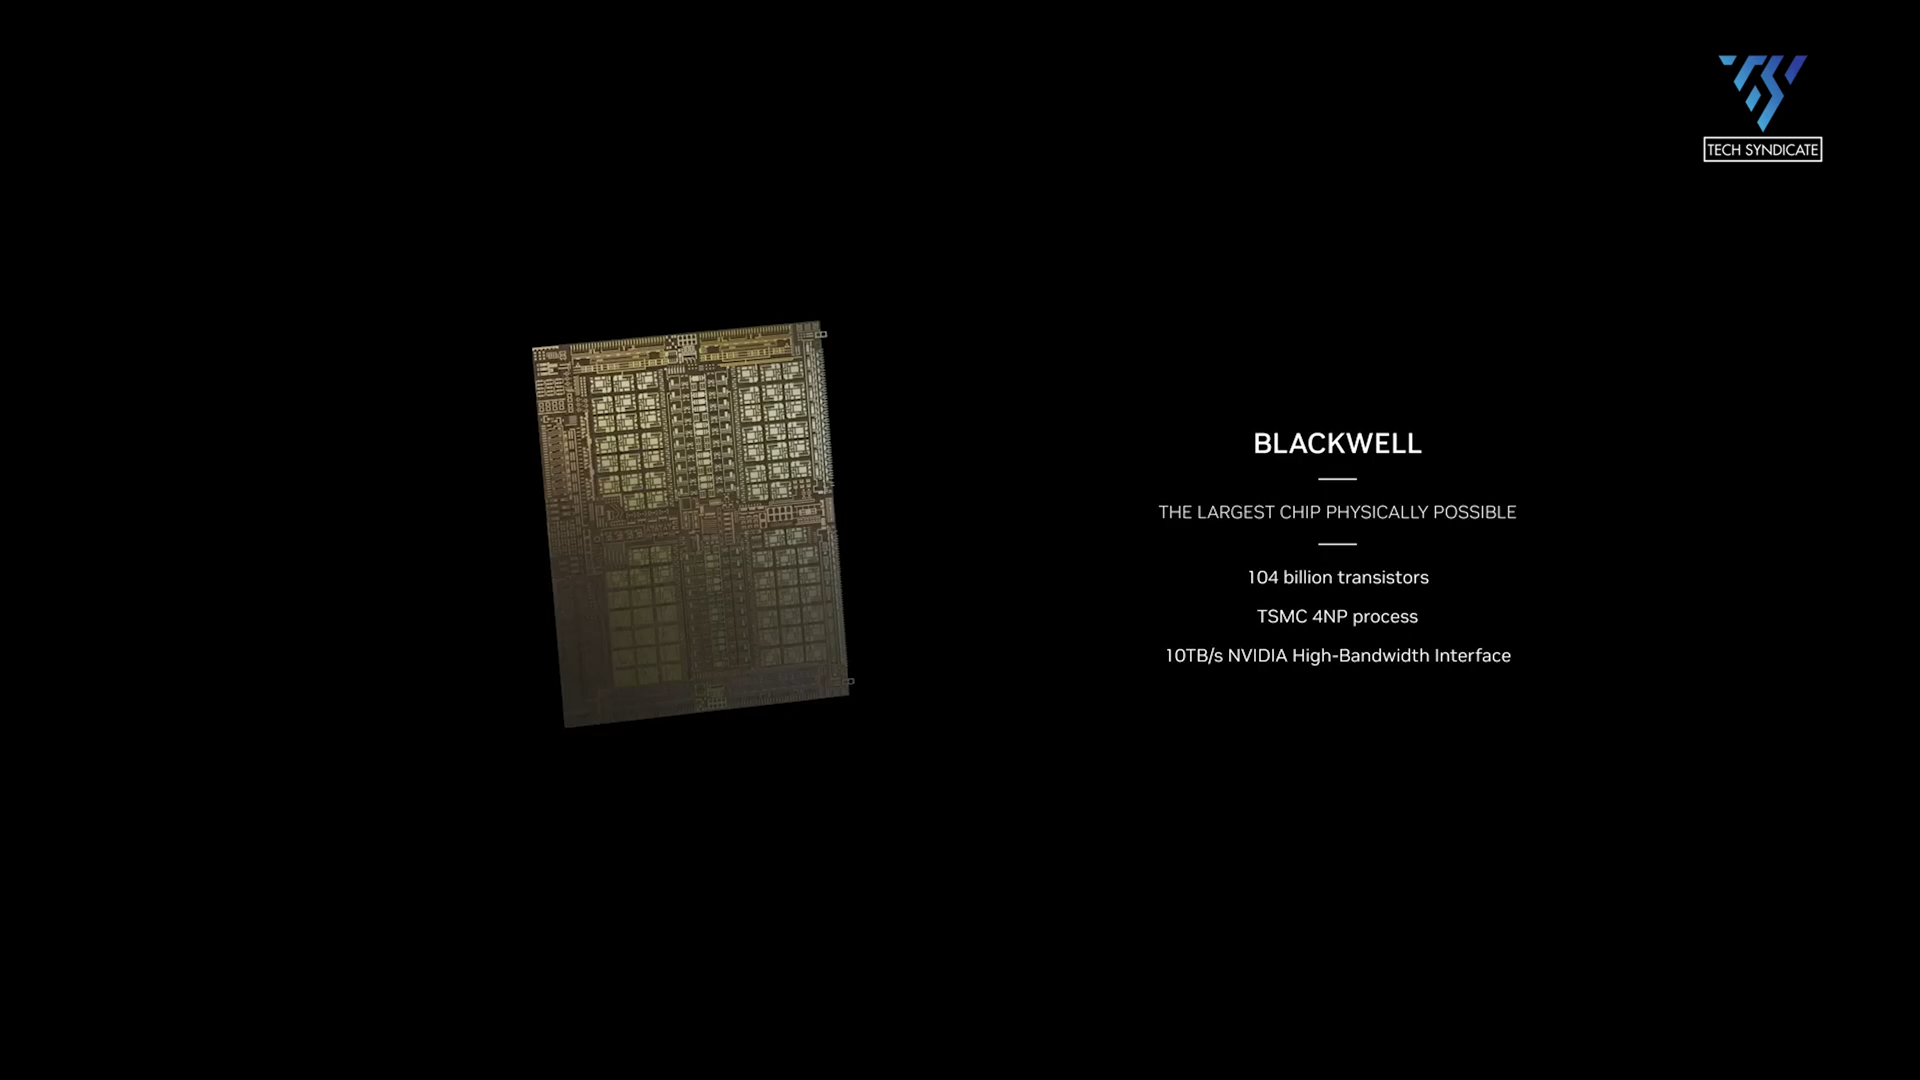 TECH SYNDICATE
BLACKWELL
THE LARGEST CHIP PHYSICALLY POSSIBLE
104 billion transistors
TSMC 4NP process
10TB/s NVIDIA High-Bandwidth Interface